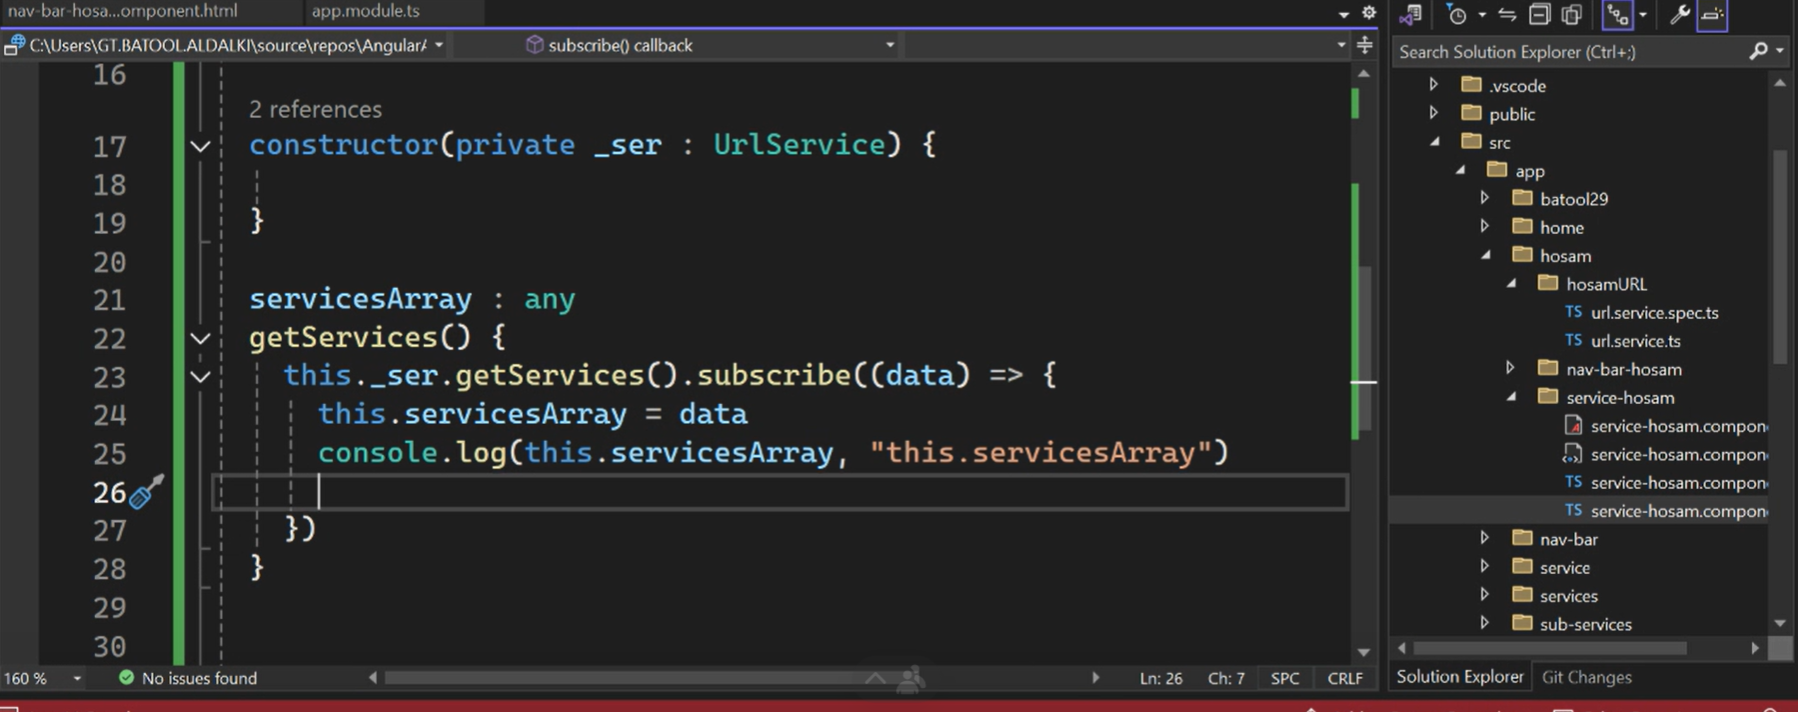 nav-bar-hosa...omponent.html
app.module.ts
C:\Users\GT.BATOOL.ALDALKI\source\repos\AngularA
subscribe() callback
16
2 references
17 constructor(private _ser : UrlService) {
18
19 }
20
21 servicesArray : any
22 getServices() {
23 this._ser.getServices().subscribe((data) => {
24 this.servicesArray = data
25 console.log(this.servicesArray, "this.servicesArray")
26
27 })
28 }
29
30
160 %
No issues found
Ln: 26
Ch: 7
SPC
CRLF
Search Solution Explorer (Ctrl+;)
.vscode
public
src
app
batool29
home
hosam
hosamURL
TS url.service.spec.ts
TS url.service.ts
nav-bar-hosam
service-hosam
service-hosam.compon
service-hosam.compon
TS service-hosam.compon
TS service-hosam.compon
nav-bar
service
services
sub-services
Solution Explorer
Git Changes